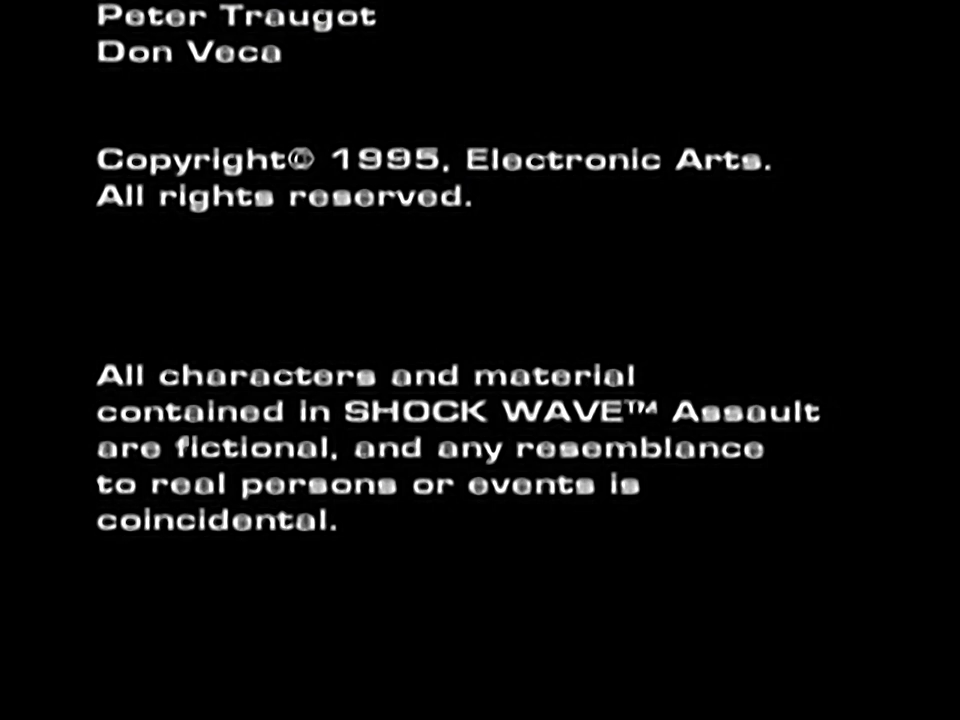 Peter Traugot
Don Veca
Copyright© 1995, Electronic Arts.
All rights reserved.
All characters and material
contained in SHOCK WAVE™ Assault
are fictional, and any resemblance
to real persons or events is
coincidental.